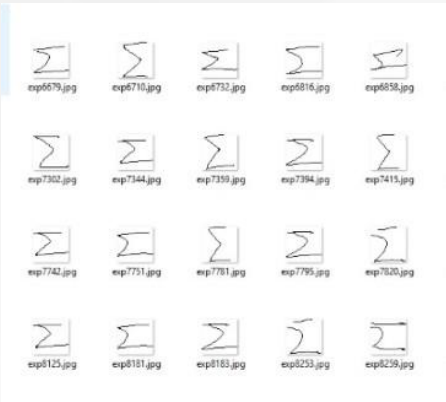 Σ Σ Σ Σ Σ
exp6679.jpg exp6710.jpg exp6732.jpg exp6816.jpg exp6858.jpg
Σ Σ Σ Σ Σ
exp7302.jpg exp7344.jpg exp7359.jpg exp7394.jpg exp7415.jpg
Σ Σ Σ Σ Σ
exp7742.jpg exp7751.jpg exp7781.jpg exp7795.jpg exp7820.jpg
Σ Σ Σ Σ Σ
exp8125.jpg exp8181.jpg exp8183.jpg exp8253.jpg exp8259.jpg